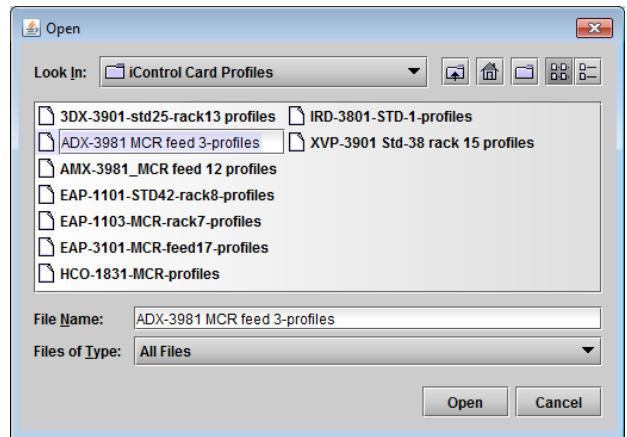 Open
Look In: iControl Card Profiles
3DX-3901-std25-rack13 profiles IRD-3801-STD-1-profiles
ADX-3981 MCR feed 3-profiles XVP-3901 Std-38 rack 15 profiles
AMX-3981_MCR feed 12 profiles
EAP-1101-STD42-rack8-profiles
EAP-1103-MCR-rack7-profiles
EAP-3101-MCR-feed17-profiles
HCO-1831-MCR-profiles
File Name: ADX-3981 MCR feed 3-profiles
Files of Type: All Files
Open Cancel